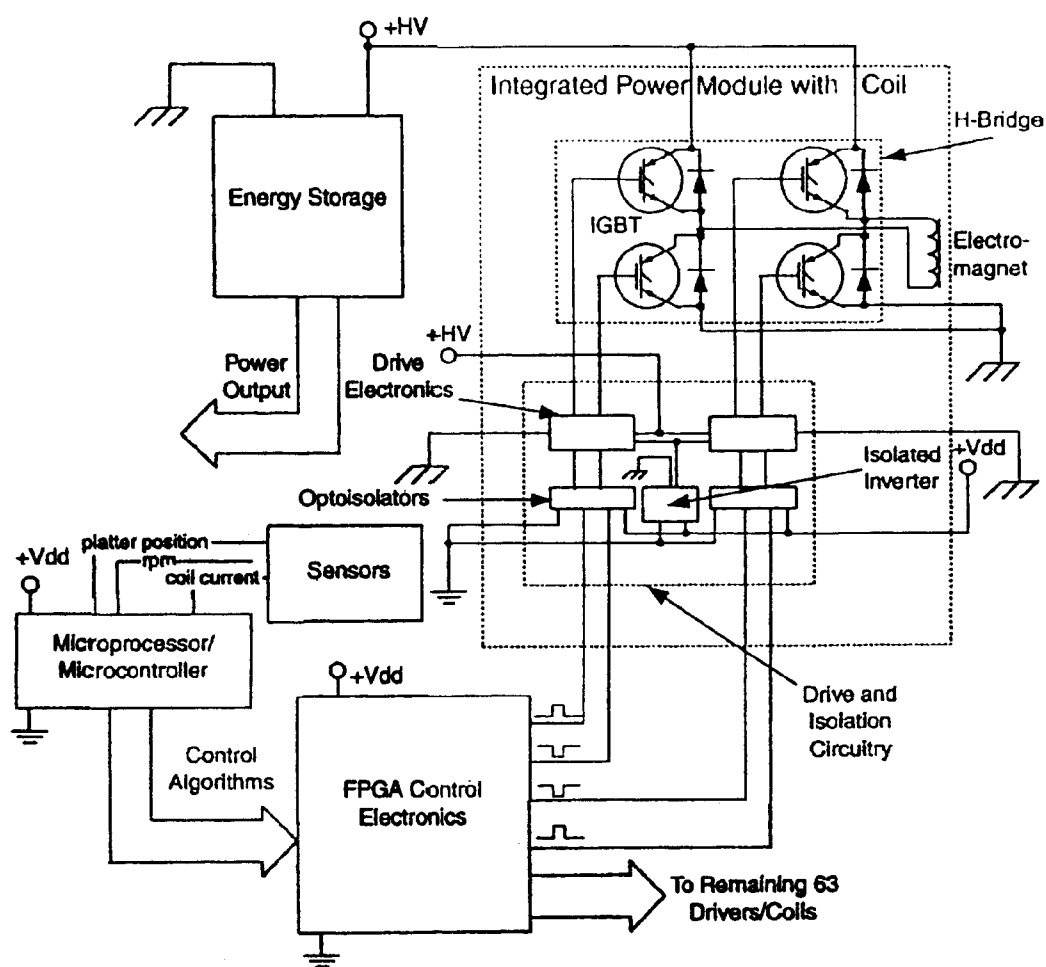 +HV
Integrated Power Module with Coil
H-Bridge
Energy Storage
IGBT
Electro-
magnet
+HV
Power
Output
Drive
Electronics
Isolated
Inverter
+Vdd
Optoisolators
+Vdd
platter position
rpm
coil current
Sensors
Microprocessor/
Microcontroller
+Vdd
Drive and
Isolation
Circuitry
Control
Algorithms
FPGA Control
Electronics
To Remaining 63
Drivers/Coils